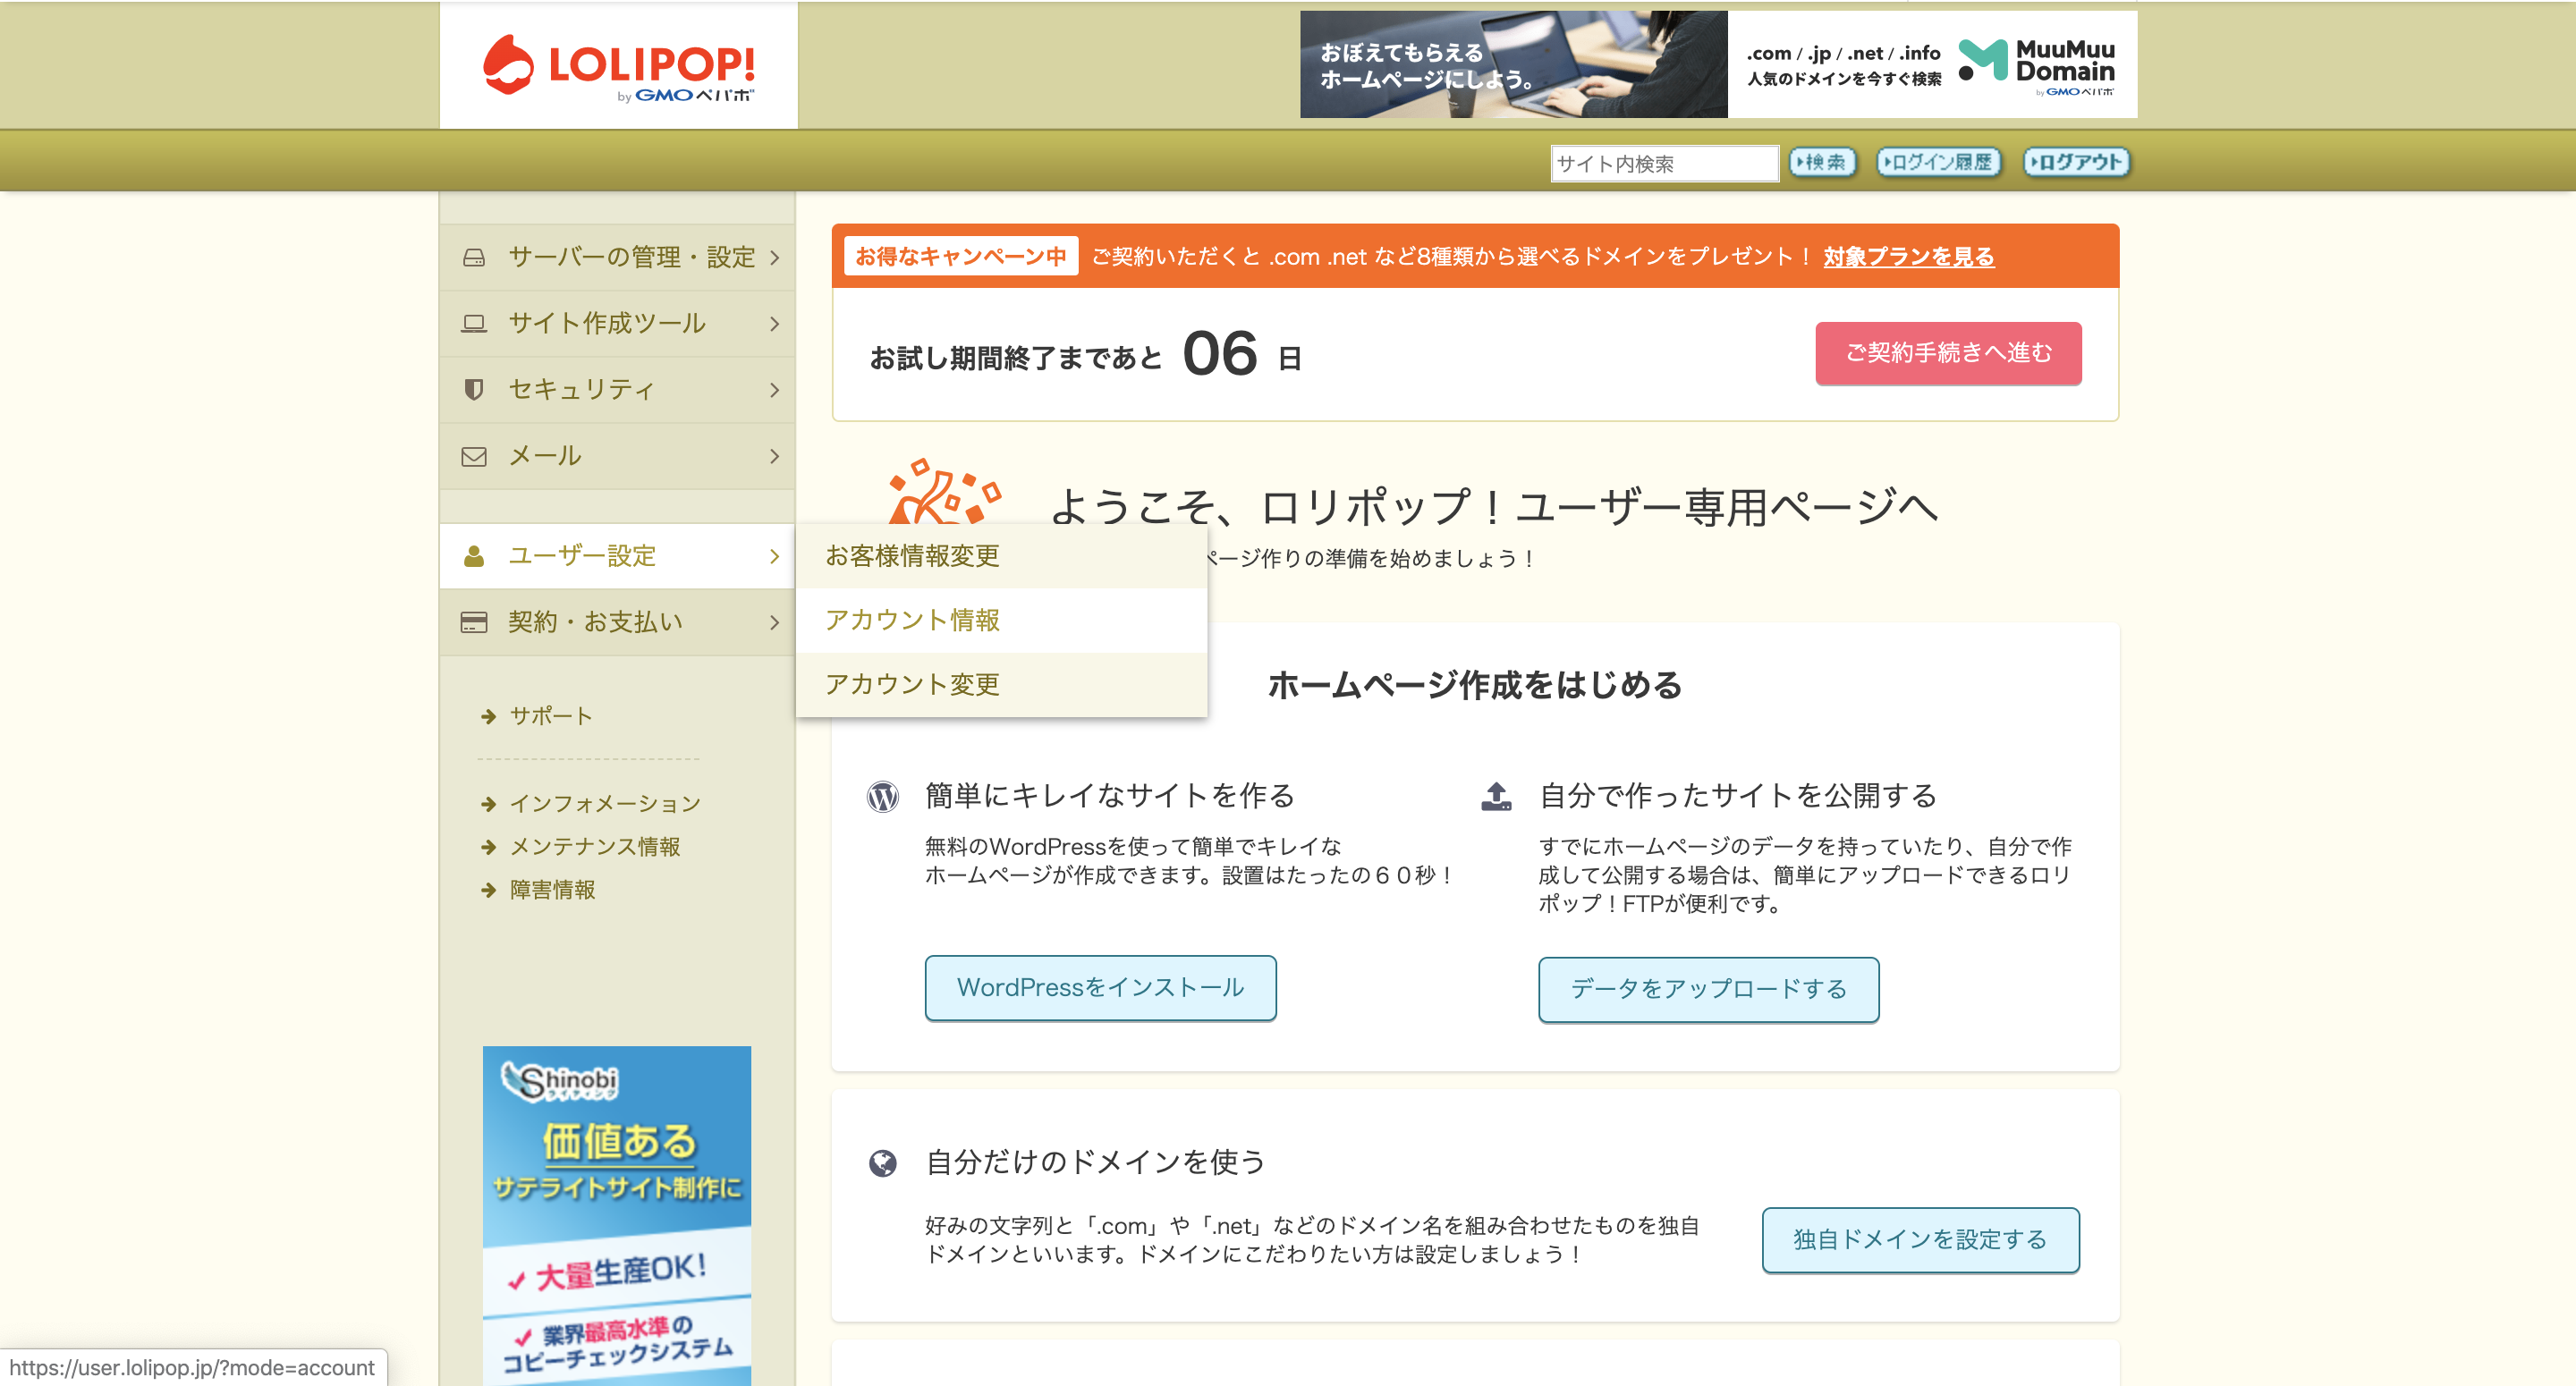 LOLIPOP!
by GMOペパボ
おぼえてもらえる
ホームページにしよう。
.com / .jp / .net / .info
人気のドメインを今すぐ検索
MuuMuu
Domain
by GMOペパボ
サイト内検索
検索
ログイン履歴
ログアウト
サーバーの管理・設定
サイト作成ツール
セキュリティ
メール
ユーザー設定
契約・お支払い
お客様情報変更
アカウント情報
アカウント変更
サポート
インフォメーション
メンテナンス情報
障害情報
Shinobi
ライティング
価値ある
サテライトサイト制作に
大量生産OK!
業界最高水準の
コピーチェックシステム
お得なキャンペーン中 ご契約いただくと .com .net など8種類から選べるドメインをプレゼント！ 対象プランを見る
お試し期間終了まであと 06 日
ご契約手続きへ進む
ようこそ、ロリポップ！ユーザー専用ページへ
ページ作りの準備を始めましょう！
ホームページ作成をはじめる
簡単にキレイなサイトを作る
無料のWordPressを使って簡単でキレイな
ホームページが作成できます。設置はたったの６０秒！
WordPressをインストール
自分で作ったサイトを公開する
すでにホームページのデータを持っていたり、自分で作
成して公開する場合は、簡単にアップロードできるロリ
ポップ！FTPが便利です。
データをアップロードする
自分だけのドメインを使う
好みの文字列と「.com」や「.net」などのドメイン名を組み合わせたものを独自
ドメインといいます。ドメインにこだわりたい方は設定しましょう！
独自ドメインを設定する
https://user.lolipop.jp/?mode=account